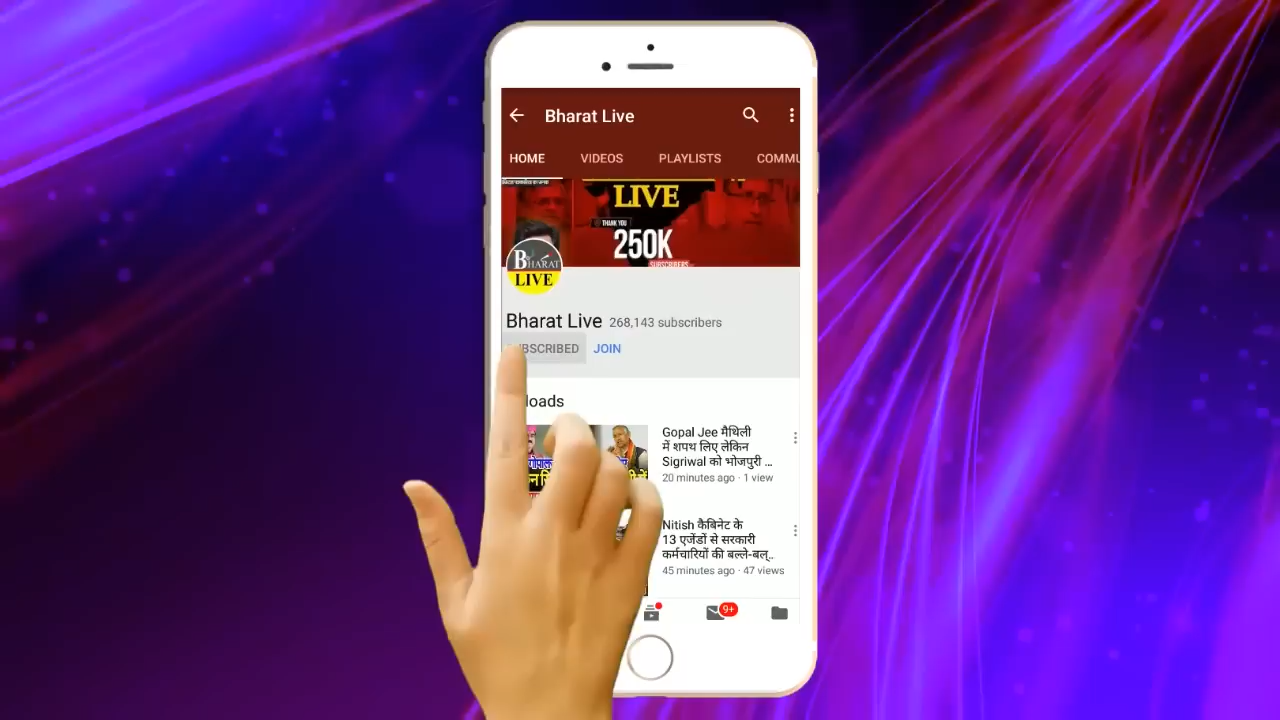 Bharat Live
HOME VIDEOS PLAYLISTS COMMU
LIVE
THANK YOU
250K
SUBSCRIBERS
BHARAT
LIVE
Bharat Live 268,143 subscribers
UBSCRIBED JOIN
loads
Gopal Jee मैथिली
में शपथ लिए लेकिन
Sigriwal को भोजपुरी ...
20 minutes ago · 1 view
Nitish कैबिनेट के
13 एजेंडों से सरकारी
कर्मचारियों की बल्ले-बल्..
45 minutes ago · 47 views
9+